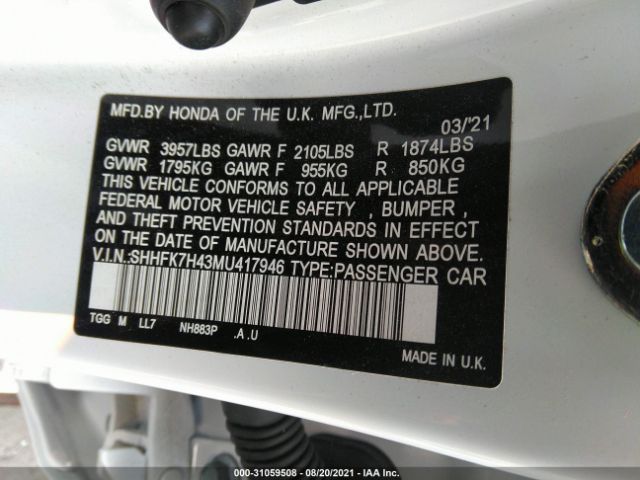 MFD.BY HONDA OF THE U.K. MFG.,LTD.
03/'21
GVWR 3957LBS GAWR F 2105LBS R 1874LBS
GVWR 1795KG GAWR F 955KG R 850KG
THIS VEHICLE CONFORMS TO ALL APPLICABLE
FEDERAL MOTOR VEHICLE SAFETY , BUMPER ,
AND THEFT PREVENTION STANDARDS IN EFFECT
ON THE DATE OF MANUFACTURE SHOWN ABOVE.
V.I.N.:SHHFK7H43MU417946 TYPE:PASSENGER CAR
TGG M LL7 NH883P .A .U
MADE IN U.K.
000-31059508 - 08/20/2021 - IAA Inc.